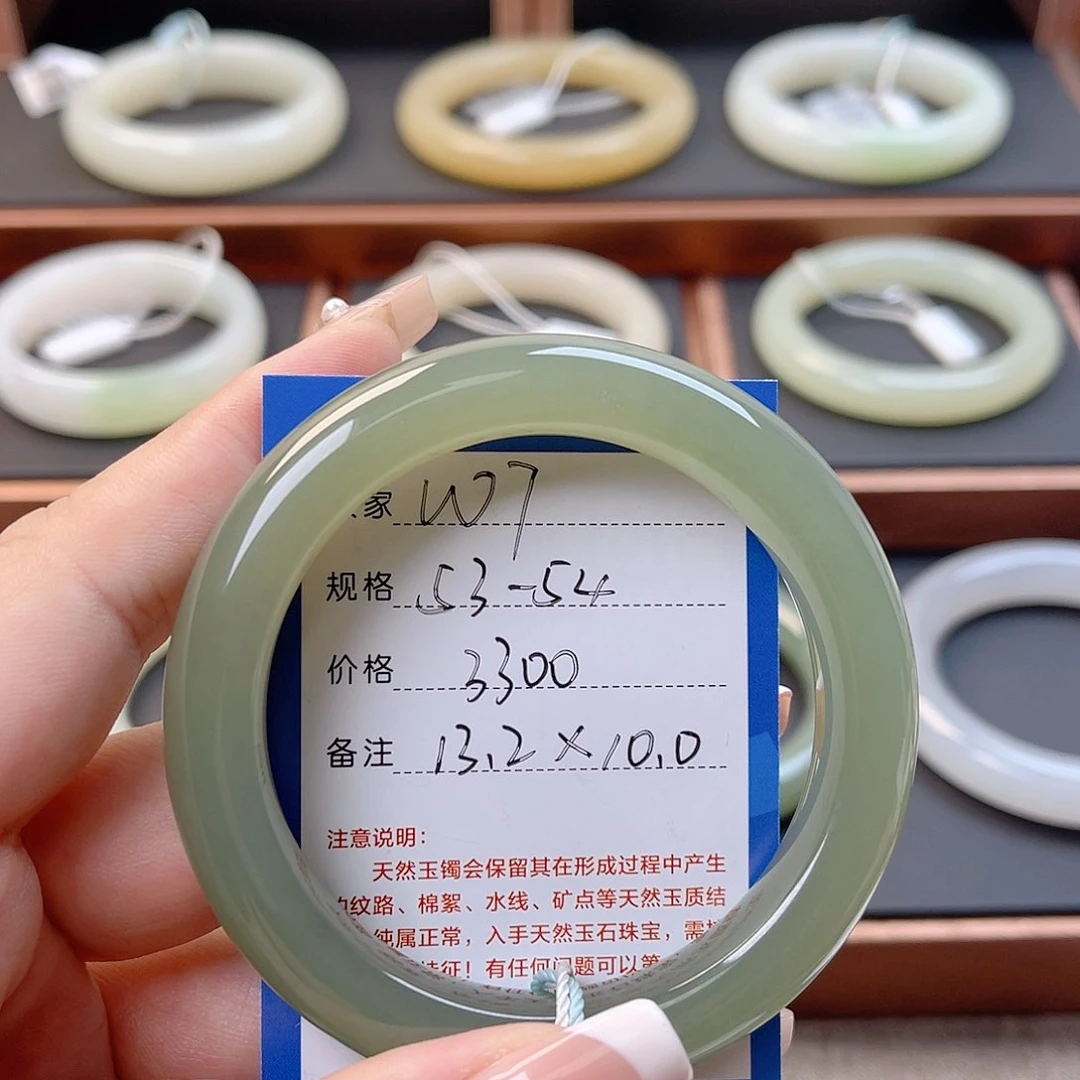 家 W7
规格 53-54
价格 3300
备注 13.2×10.0
注意说明：
天然玉镯会保留其在形成过程中产生
纹路、棉絮、水线、矿点等天然玉质结
纯属正常，入手天然玉石珠宝，需
特征！有任何问题可以第